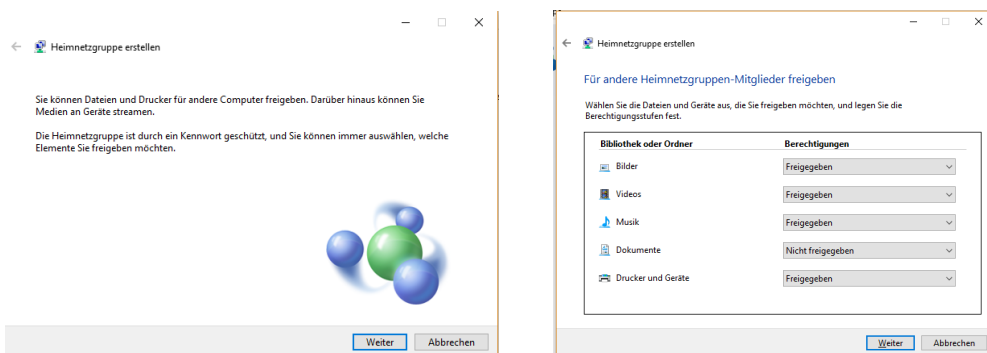 Heimnetzgruppe erstellen
Sie können Dateien und Drucker für andere Computer freigeben. Darüber hinaus können Sie
Medien an Geräte streamen.
Die Heimnetzgruppe ist durch ein Kennwort geschützt, und Sie können immer auswählen, welche
Elemente Sie freigeben möchten.
Weiter Abbrechen
Heimnetzgruppe erstellen
Für andere Heimnetzgruppen-Mitglieder freigeben
Wählen Sie die Dateien und Geräte aus, die Sie freigeben möchten, und legen Sie die
Berechtigungsstufen fest.
Bibliothek oder Ordner Berechtigungen
Bilder Freigegeben
Videos Freigegeben
Musik Freigegeben
Dokumente Nicht freigegeben
Drucker und Geräte Freigegeben
Weiter Abbrechen